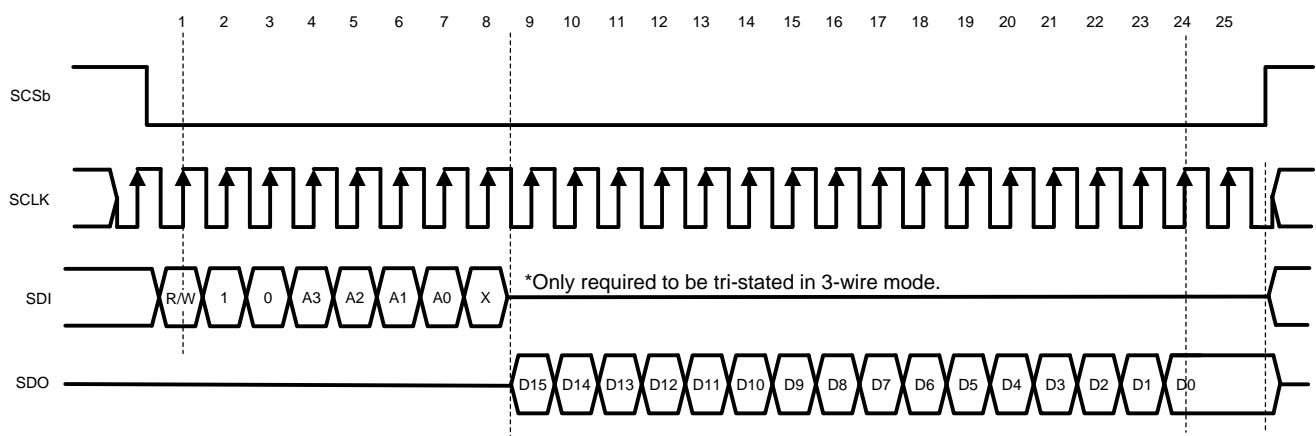 1 2 3 4 5 6 7 8 9 10 11 12 13 14 15 16 17 18 19 20 21 22 23 24 25
SCSb
SCLK
SDI R/W 1 0 A3 A2 A1 A0 X *Only required to be tri-stated in 3-wire mode.
SDO D15 D14 D13 D12 D11 D10 D9 D8 D7 D6 D5 D4 D3 D2 D1 D0